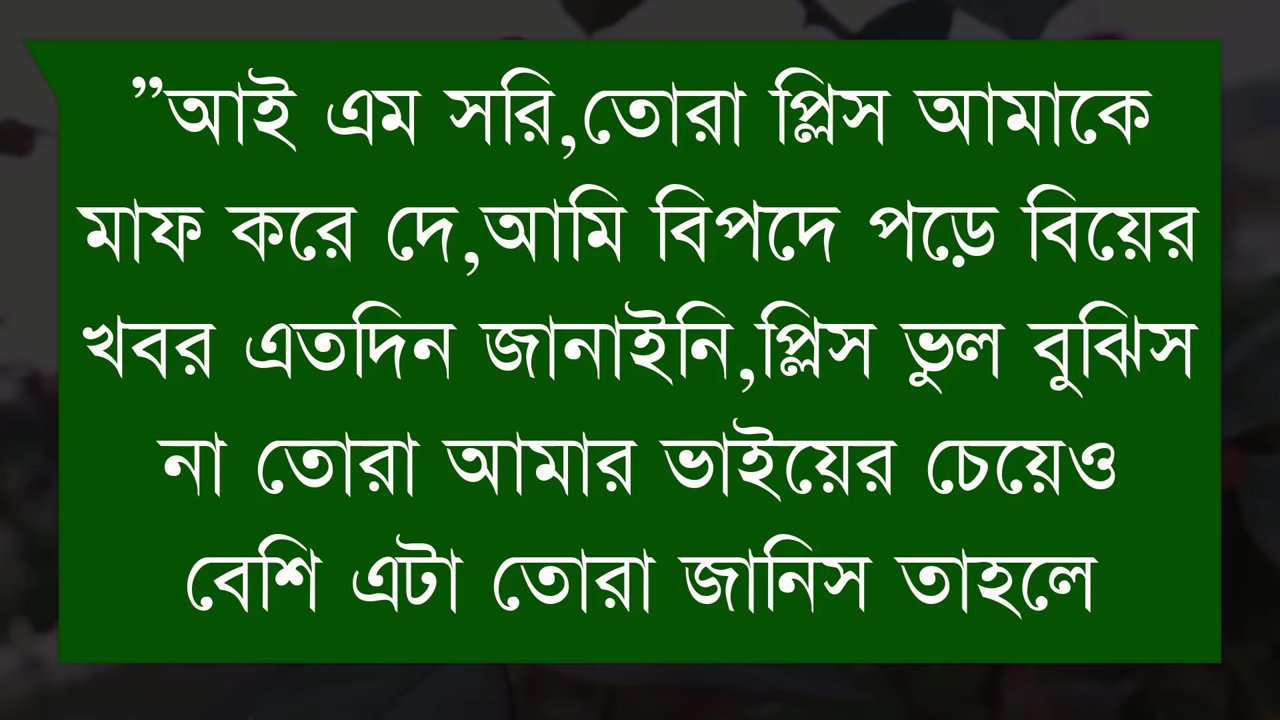 ”আই এম সরি,তোরা প্লিস আমাকে
মাফ করে দে,আমি বিপদে পড়ে বিয়ের
খবর এতদিন জানাইনি,প্লিস ভুল বুঝিস
না তোরা আমার ভাইয়ের চেয়েও
বেশি এটা তোরা জানিস তাহলে